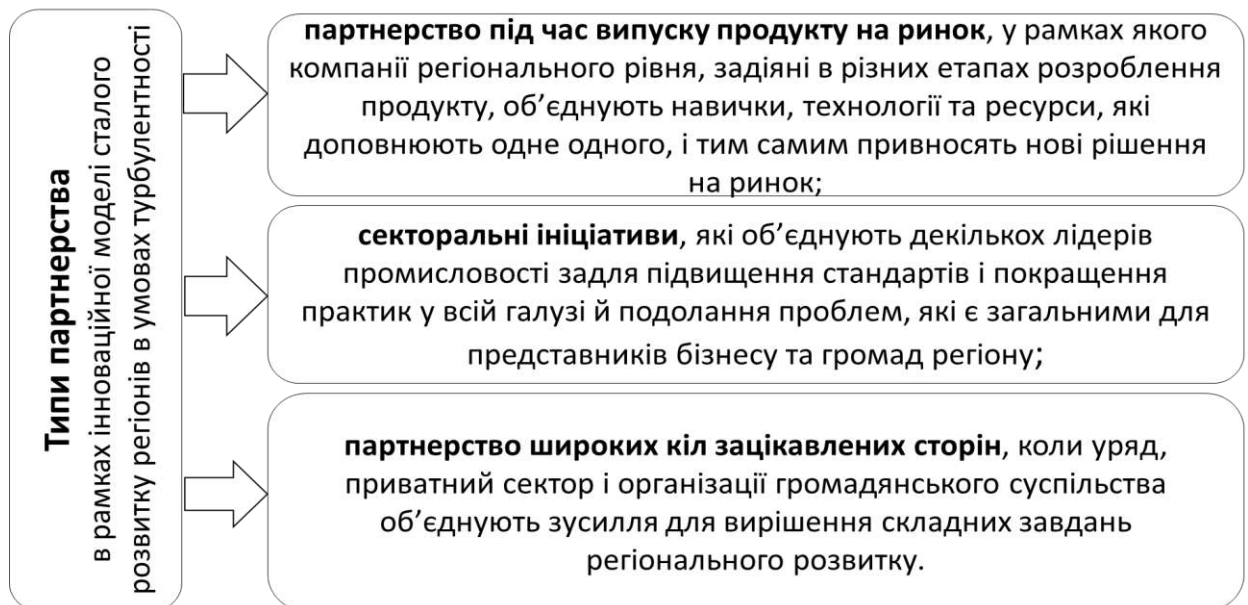 Типи партнерства
в рамках інноваційної моделі сталого
розвитку регіонів в умовах турбулентності
партнерство під час випуску продукту на ринок, у рамках якого
компанії регіонального рівня, задіяні в різних етапах розроблення
продукту, об’єднують навички, технології та ресурси, які
доповнюють одне одного, і тим самим привносять нові рішення
на ринок;
секторальні ініціативи, які об’єднують декількох лідерів
промисловості задля підвищення стандартів і покращення
практик у всій галузі й подолання проблем, які є загальними для
представників бізнесу та громад регіону;
партнерство широких кіл зацікавлених сторін, коли уряд,
приватний сектор і організації громадянського суспільства
об’єднують зусилля для вирішення складних завдань
регіонального розвитку.